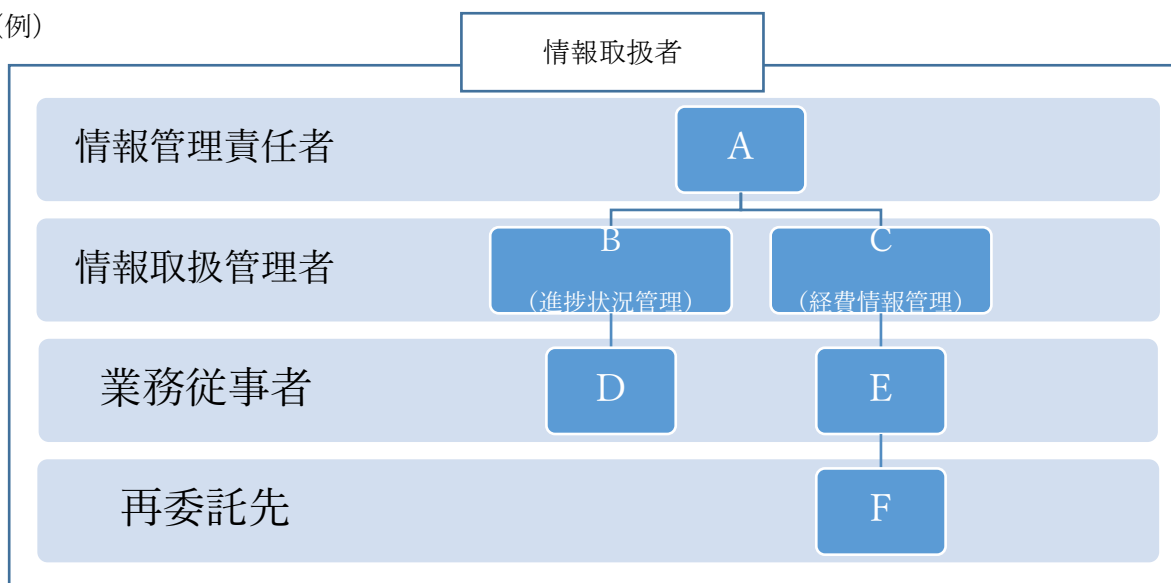 (例)
情報取扱者
情報管理責任者
A
情報取扱管理者
B
(進捗状況管理)
C
(経費情報管理)
業務従事者
D
E
再委託先
F